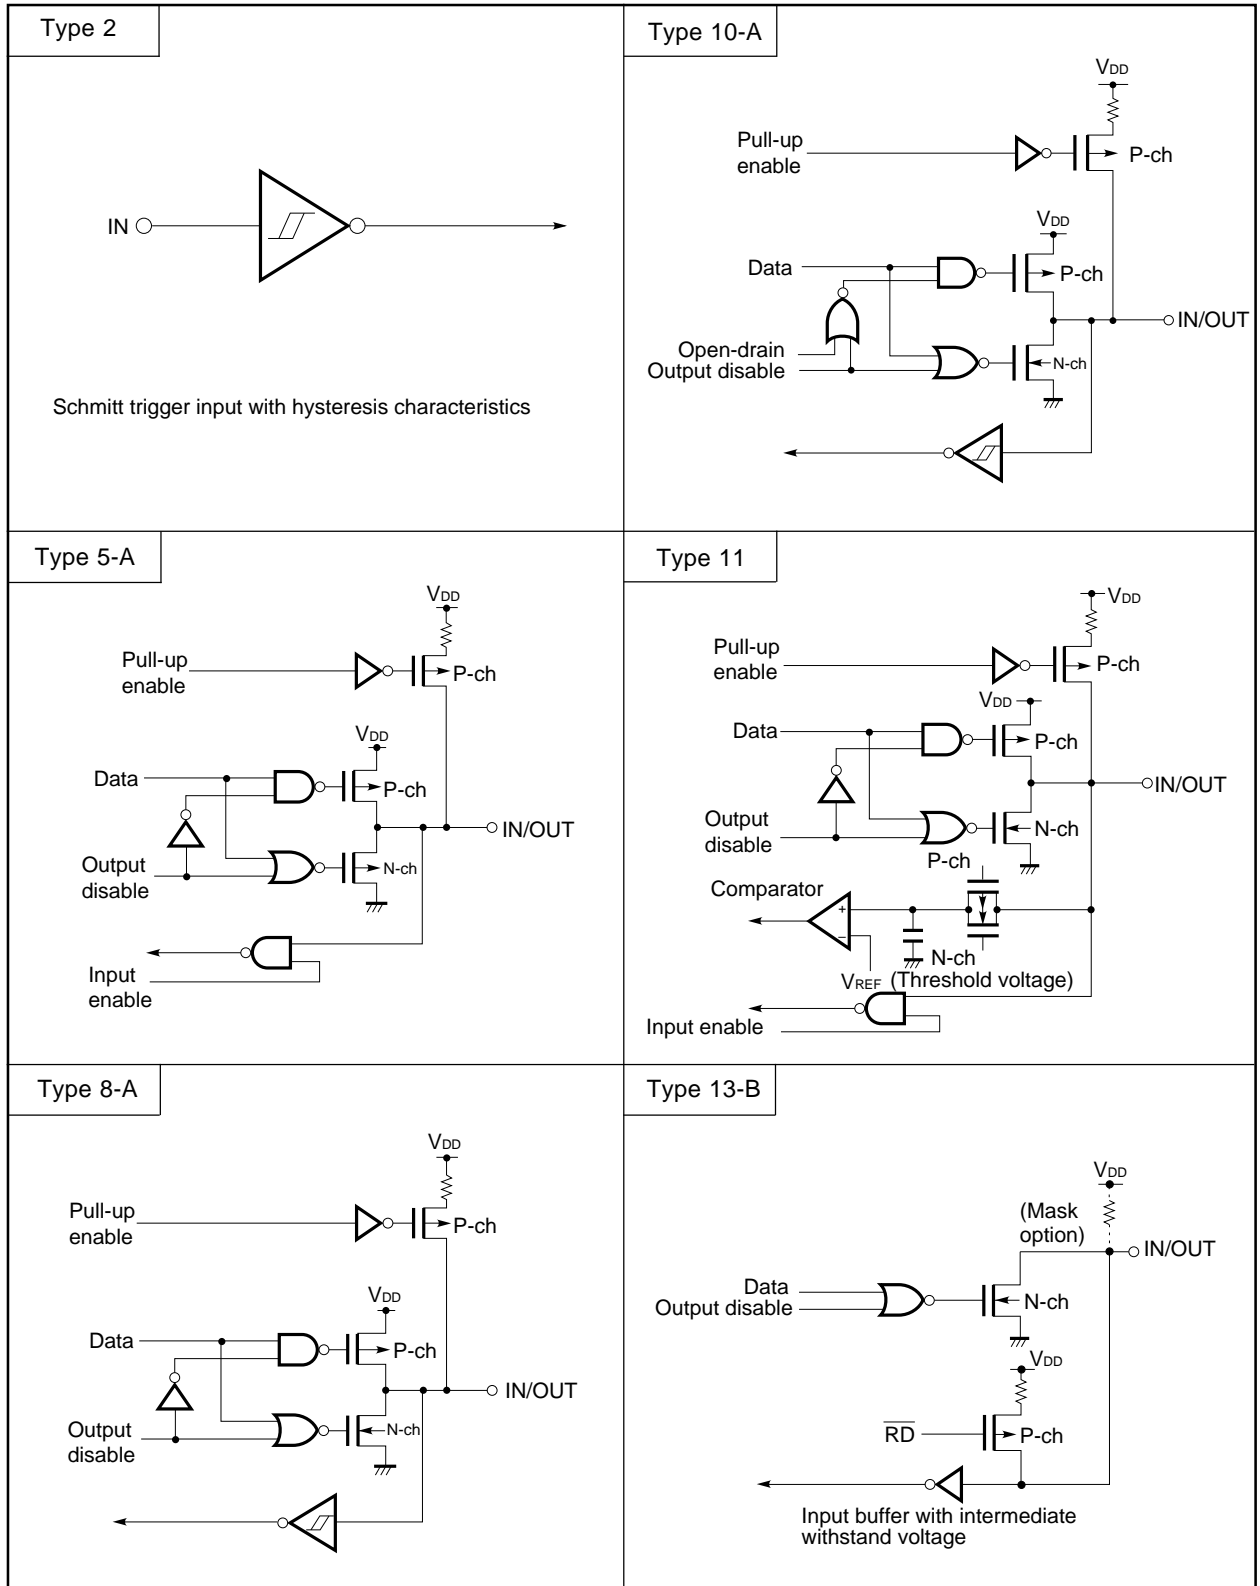 Type 2
IN
Schmitt trigger input with hysteresis characteristics
Type 10-A
VDD
Pull-up
enable
P-ch
VDD
Data
P-ch
IN/OUT
Open-drain
Output disable
N-ch
Type 5-A
VDD
Pull-up
enable
P-ch
VDD
Data
P-ch
IN/OUT
Output
disable
N-ch
Input
enable
Type 11
VDD
Pull-up
enable
P-ch
VDD
Data
P-ch
IN/OUT
Output
disable
N-ch
P-ch
Comparator
+
−
N-ch
VREF (Threshold voltage)
Input enable
Type 8-A
VDD
Pull-up
enable
P-ch
VDD
Data
P-ch
IN/OUT
Output
disable
N-ch
Type 13-B
VDD
(Mask
option)
IN/OUT
Data
Output disable
N-ch
VDD
RD
P-ch
Input buffer with intermediate
withstand voltage